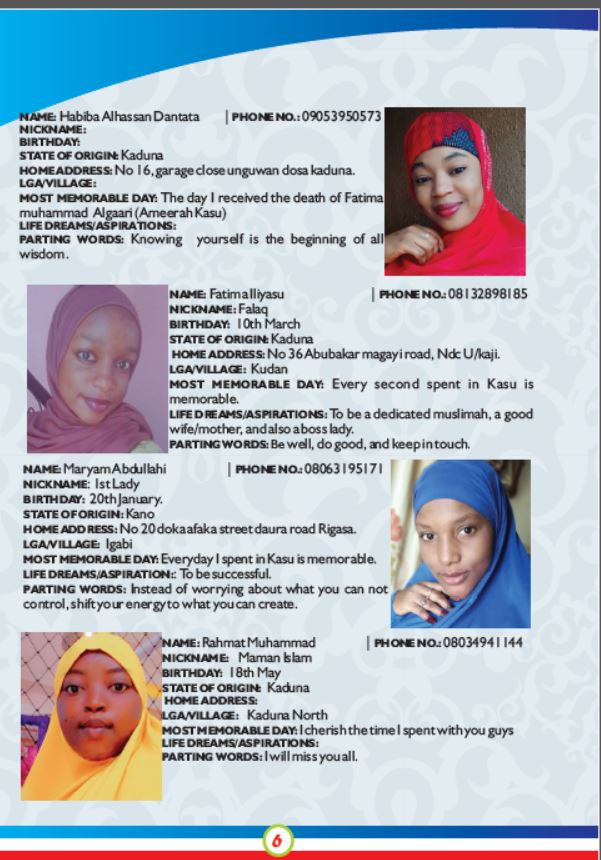 NAME: Habiba Alhassan Dantata | PHONE NO.: 09053950573
NICKNAME:
BIRTHDAY:
STATE OF ORIGIN: Kaduna
HOME ADDRESS: No 16, garage close unguwan dosa kaduna.
LGA/VILLAGE:
MOST MEMORABLE DAY: The day I received the death of Fatima
muhammad Algaari (Ameerah Kasu)
LIFE DREAMS/ASPIRATIONS:
PARTING WORDS: Knowing yourself is the beginning of all
wisdom.
NAME: Fatima Iliyasu | PHONE NO.: 08132898185
NICKNAME: Falaq
BIRTHDAY: 10th March
STATE OF ORIGIN: Kaduna
HOME ADDRESS: No 36 Abubakar magayi road, Ndc U/kaji.
LGA/VILLAGE: Kudan
MOST MEMORABLE DAY: Every second spent in Kasu is
memorable.
LIFE DREAMS/ASPIRATIONS: To be a dedicated muslimah, a good
wife/mother, and also a boss lady.
PARTING WORDS: Be well, do good, and keep in touch.
NAME: Maryam Abdullahi | PHONE NO.: 08063195171
NICKNAME: 1st Lady
BIRTHDAY: 20th January.
STATE OF ORIGIN: Kano
HOME ADDRESS: No 20 doka afaka street daura road Rigasa.
LGA/VILLAGE: Igabi
MOST MEMORABLE DAY: Everyday I spent in Kasu is memorable.
LIFE DREAMS/ASPIRATION:: To be successful.
PARTING WORDS: Instead of worrying about what you can not
control, shift your energy to what you can create.
NAME: Rahmat Muhammad | PHONE NO.: 08034941144
NICKNAME: Maman Islam
BIRTHDAY: 18th May
STATE OF ORIGIN: Kaduna
HOME ADDRESS:
LGA/VILLAGE: Kaduna North
MOST MEMORABLE DAY: I cherish the time I spent with you guys
LIFE DREAMS/ASPIRATIONS:
PARTING WORDS: I will miss you all.
6